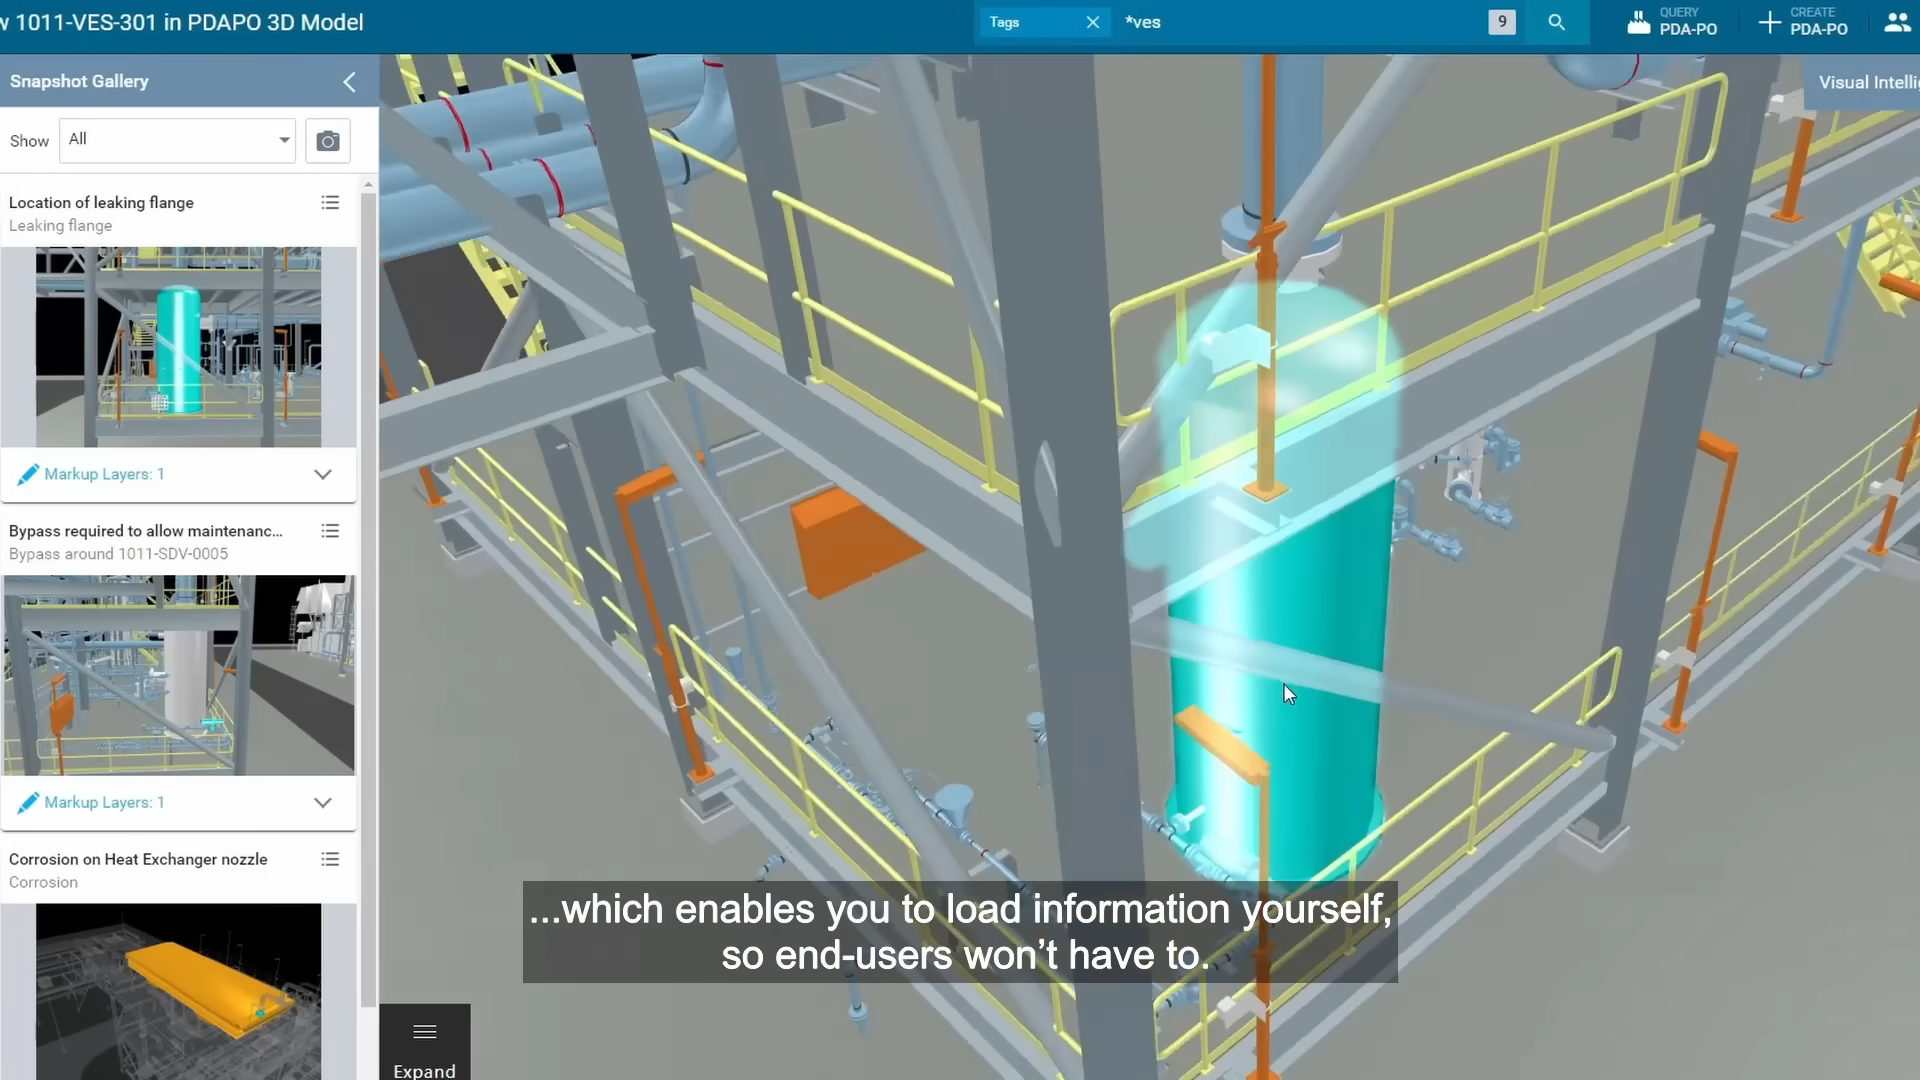 w 1011-VES-301 in PDAPO 3D Model
Tags
*ves
9
QUERY
PDA-PO
CREATE
PDA-PO
Snapshot Gallery
Visual Intelli
Show
All
Location of leaking flange
Leaking flange
Markup Layers: 1
Bypass required to allow maintenanc...
Bypass around 1011-SDV-0005
Markup Layers: 1
Corrosion on Heat Exchanger nozzle
Corrosion
...which enables you to load information yourself,
so end-users won't have to.
Expand